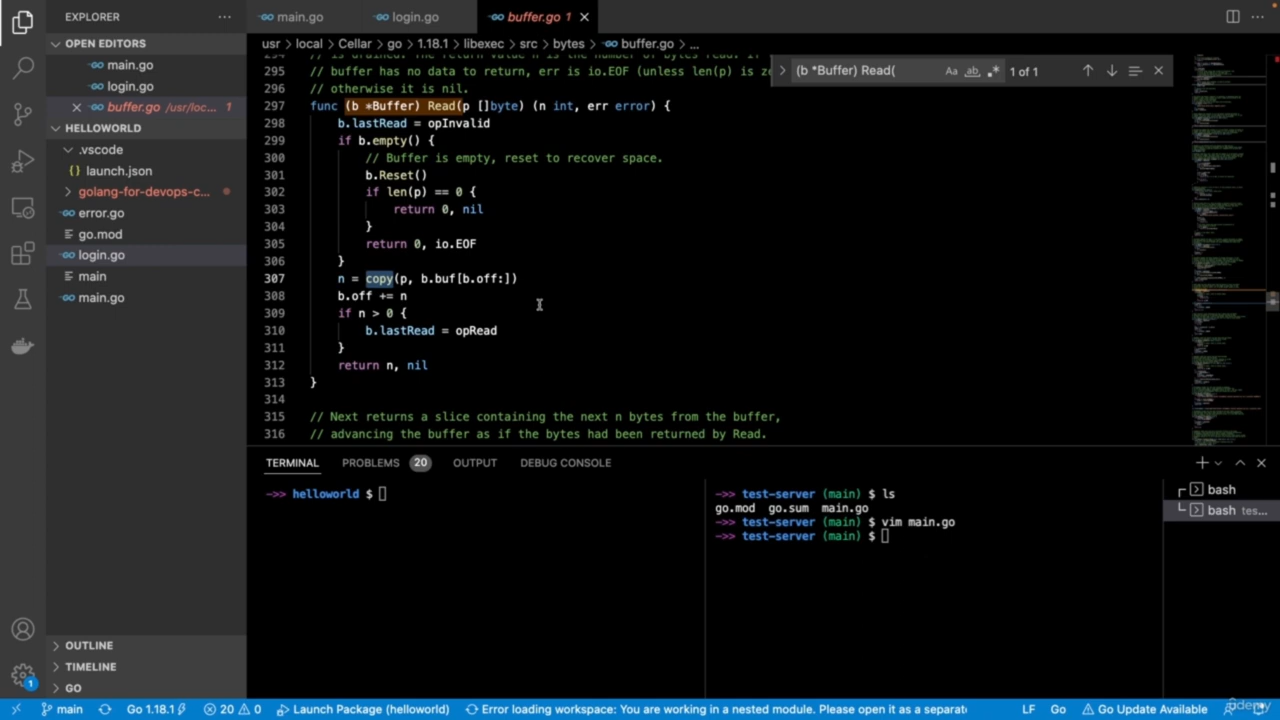 EXPLORER
main.go
login.go
buffer.go 1
OPEN EDITORS
main.go
login.go
buffer.go /usr/loc... 1
HELLOWORLD
.vscode
{} launch.json
golang-for-devops-c...
error.go
go.mod
login.go
main
main.go
OUTLINE
TIMELINE
GO
usr > local > Cellar > go > 1.18.1 > libexec > src > bytes > buffer.go > ...
(b *Buffer) Read( Aa ab 1 of 1
295 // buffer has no data to return, err is io.EOF (unless len(p) is ze
296 // otherwise it is nil.
297 func (b *Buffer) Read(p []byte) (n int, err error) {
298 b.lastRead = opInvalid
299 if b.empty() {
300 // Buffer is empty, reset to recover space.
301 b.Reset()
302 if len(p) == 0 {
303 return 0, nil
304 }
305 return 0, io.EOF
306 }
307 n = copy(p, b.buf[b.off:])
308 b.off += n
309 if n > 0 {
310 b.lastRead = opRead
311 }
312 return n, nil
313 }
314
315 // Next returns a slice containing the next n bytes from the buffer,
316 // advancing the buffer as if the bytes had been returned by Read.
TERMINAL PROBLEMS 20 OUTPUT DEBUG CONSOLE
->> helloworld $
->> test-server (main) $ ls
go.mod go.sum main.go
->> test-server (main) $ vim main.go
->> test-server (main) $
bash
bash tes...
1
main Go 1.18.1 20 0 Launch Package (helloworld) Error loading workspace: You are working in a nested module. Please open it as a separate LF Go Go Update Available
udemy